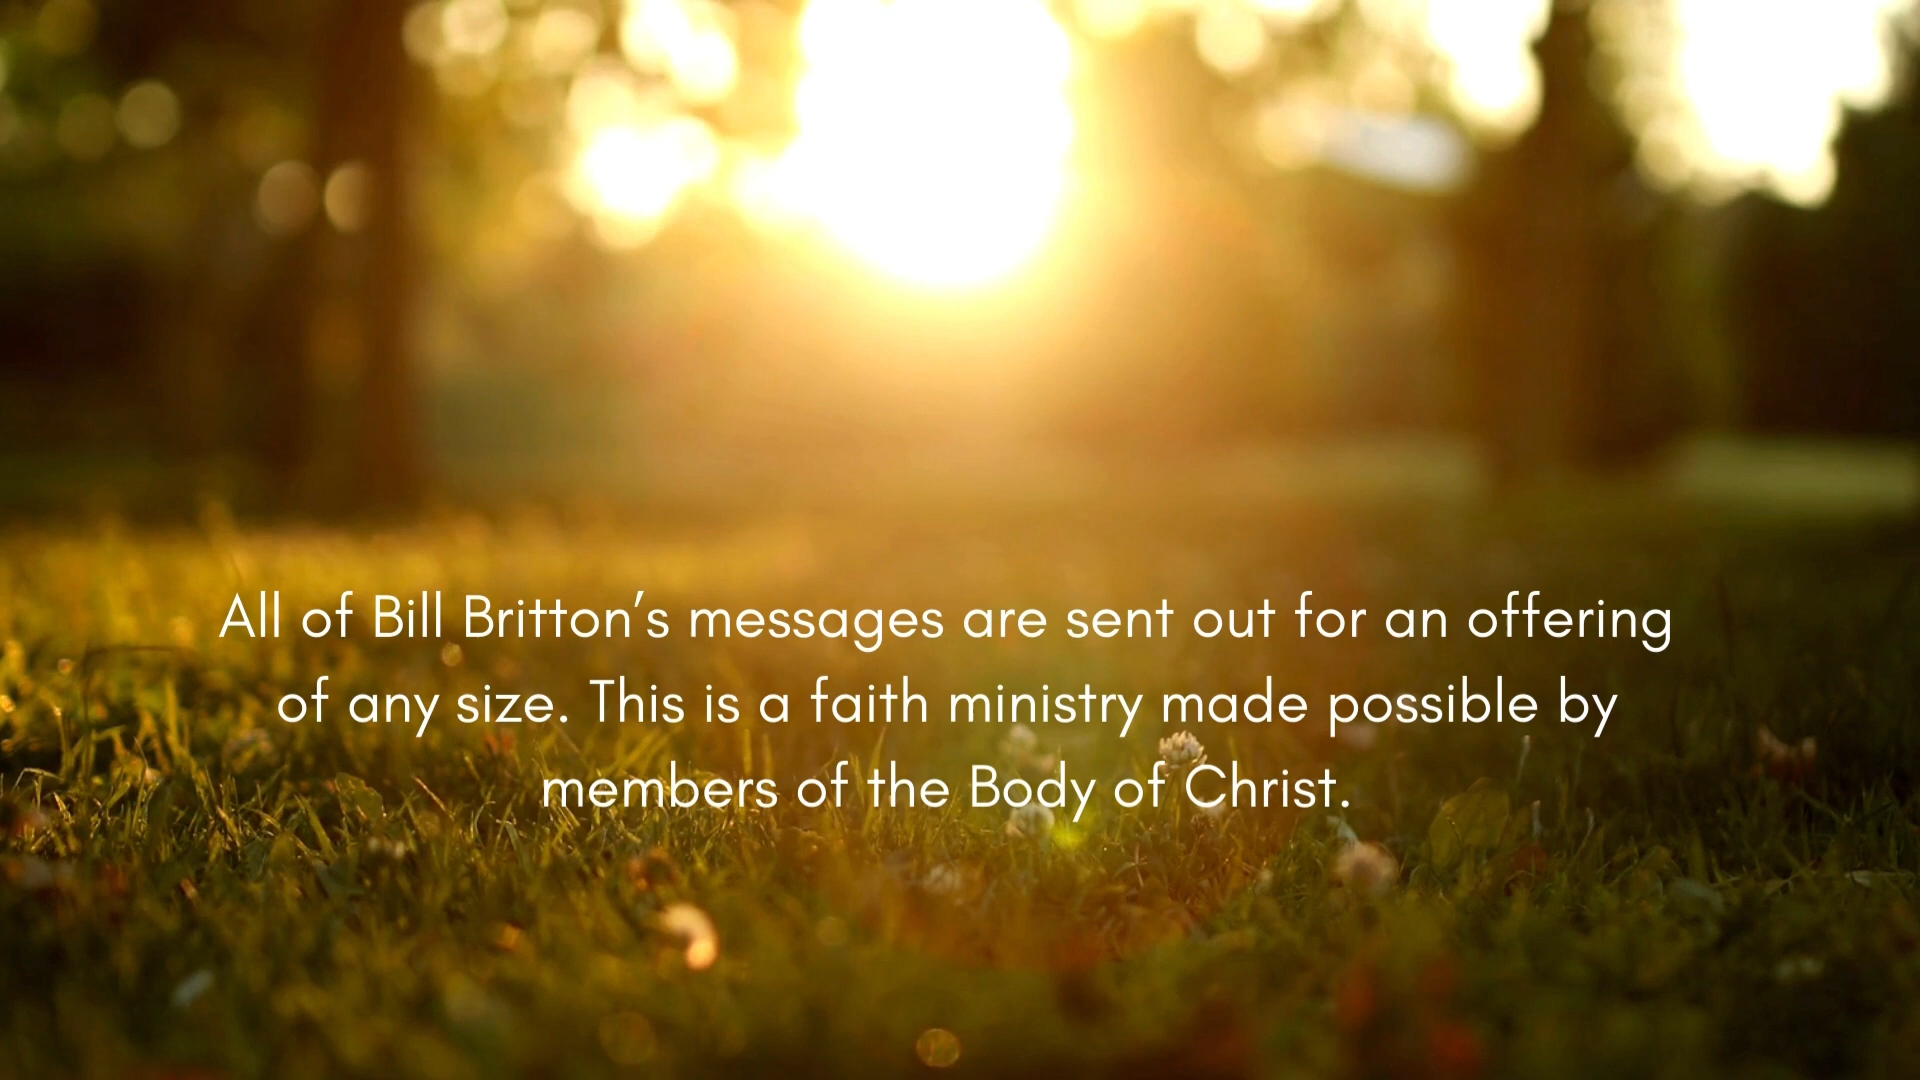 All of Bill Britton’s messages are sent out for an offering
of any size. This is a faith ministry made possible by
members of the Body of Christ.